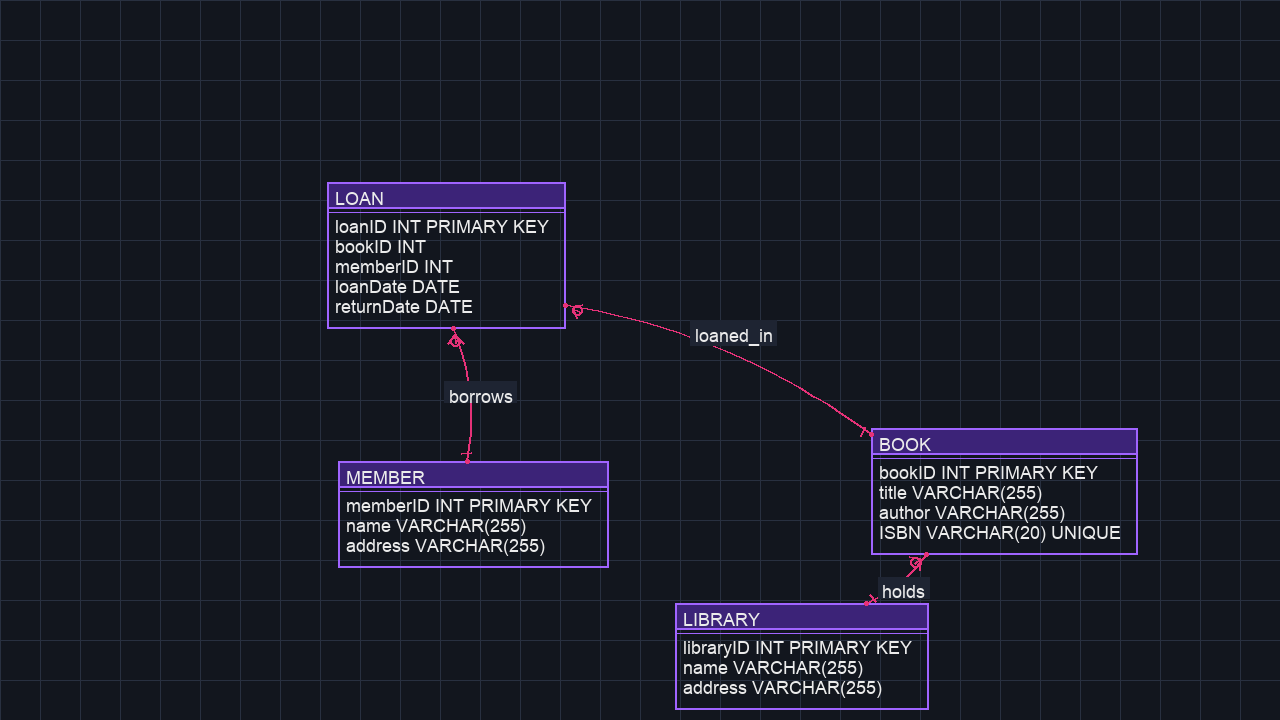 LOAN
loanID INT PRIMARY KEY
bookID INT
memberID INT
loanDate DATE
returnDate DATE
loaned_in
borrows
BOOK
bookID INT PRIMARY KEY
title VARCHAR(255)
author VARCHAR(255)
ISBN VARCHAR(20) UNIQUE
MEMBER
memberID INT PRIMARY KEY
name VARCHAR(255)
address VARCHAR(255)
holds
LIBRARY
libraryID INT PRIMARY KEY
name VARCHAR(255)
address VARCHAR(255)